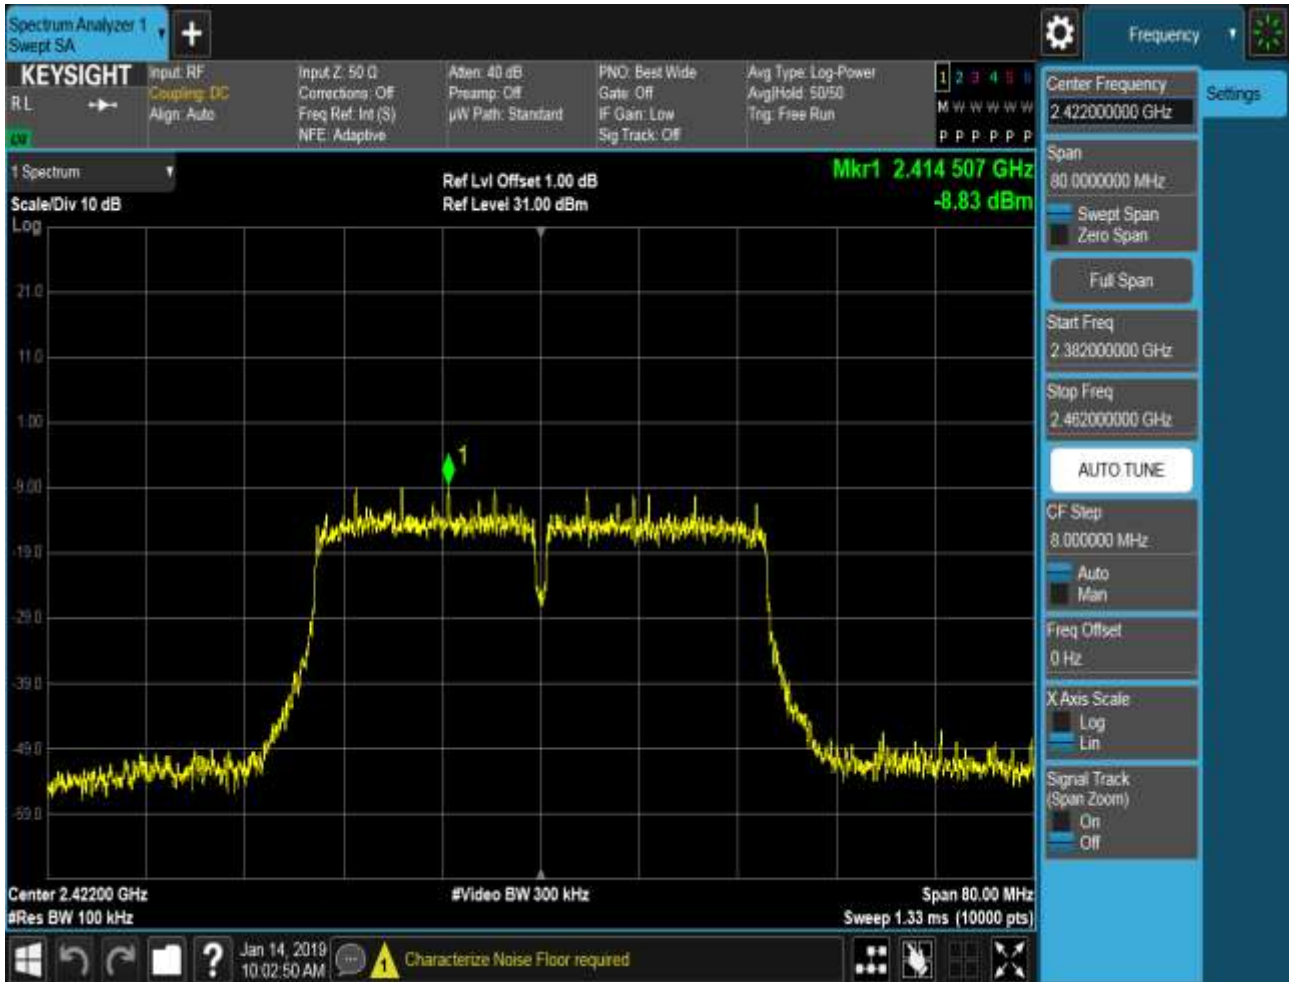 Spectrum Analyzer 1
Swept SA
+
Frequency
KEYSIGHT
R L
Input: RF
Coupling: DC
Align: Auto
Input Z: 50 Ω
Corrections: Off
Freq Ref: Int (S)
NFE: Adaptive
Atten: 40 dB
Preamp: Off
µW Path: Standard
PNO: Best Wide
Gate: Off
IF Gain: Low
Sig Track: Off
Avg Type: Log-Power
Avg|Hold: 50/50
Trig: Free Run
1 2 3 4 5 6
M W W W W W
P P P P P P
1 Spectrum
Scale/Div 10 dB
Log
Ref Lvl Offset 1.00 dB
Ref Level 31.00 dBm
Mkr1 2.414 507 GHz
-8.83 dBm
21.0
11.0
1.00
-9.00
-19.0
-29.0
-39.0
-49.0
-59.0
1
Center 2.42200 GHz
#Res BW 100 kHz
#Video BW 300 kHz
Span 80.00 MHz
Sweep 1.33 ms (10000 pts)
Center Frequency
2.422000000 GHz
Settings
Span
80.0000000 MHz
Swept Span
Zero Span
Full Span
Start Freq
2.382000000 GHz
Stop Freq
2.462000000 GHz
AUTO TUNE
CF Step
8.000000 MHz
Auto
Man
Freq Offset
0 Hz
X Axis Scale
Log
Lin
Signal Track
(Span Zoom)
On
Off
?
Jan 14, 2019
10:02:50 AM
1
Characterize Noise Floor required